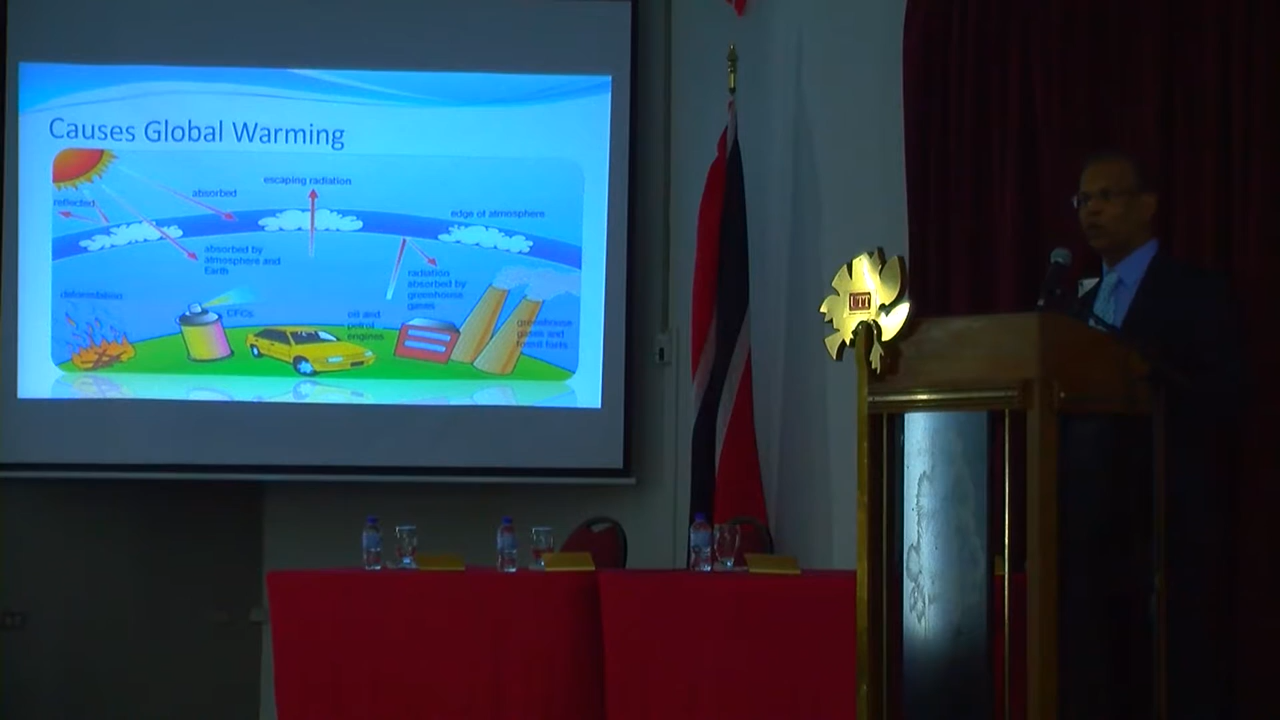 Causes Global Warming
escaping radiation
absorbed
reflected
edge of atmosphere
absorbed by
atmosphere and
Earth
radiation
absorbed by
greenhouse
gases
deforestation
CFCs
oil and
petrol
engines
greenhouse
gases and
fossil fuels